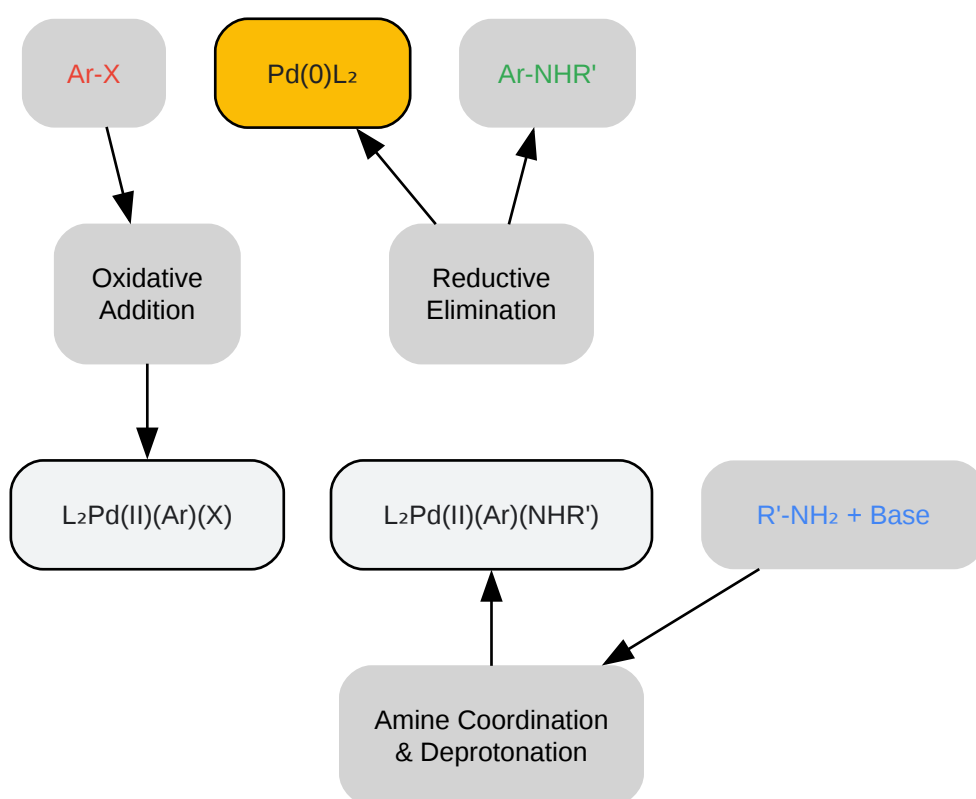 Ar-X
Pd(0)L₂
Ar-NHR'
Oxidative
Addition
Reductive
Elimination
L₂Pd(II)(Ar)(X)
L₂Pd(II)(Ar)(NHR')
R'-NH₂ + Base
Amine Coordination
& Deprotonation